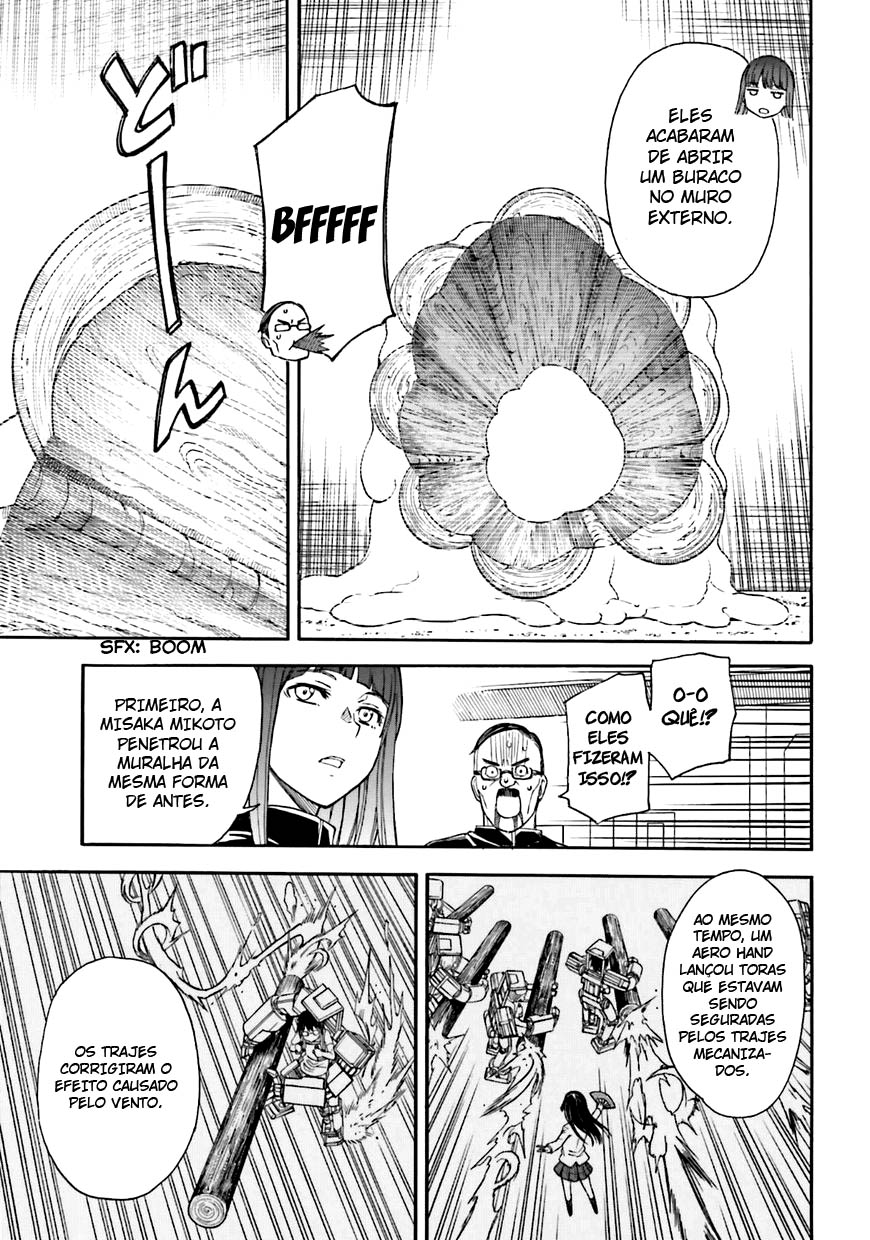 ELES
ACABARAM
DE ABRIR
UM BURACO
NO MURO
EXTERNO.
BFFFFF
どーん
SFX: BOOM
O-O
QUÊ!?
COMO
ELES
FIZERAM
ISSO!?
PRIMEIRO, A
MISAKA MIKOTO
PENETROU A
MURALHA DA
MESMA FORMA
DE ANTES.
AO MESMO
TEMPO, UM
AERO HAND
LANÇOU TORAS
QUE ESTAVAM
SENDO
SEGURADAS
PELOS TRAJES
MECANIZA-
DOS.
OS TRAJES
CORRIGIRAM O
EFEITO CAUSADO
PELO VENTO.